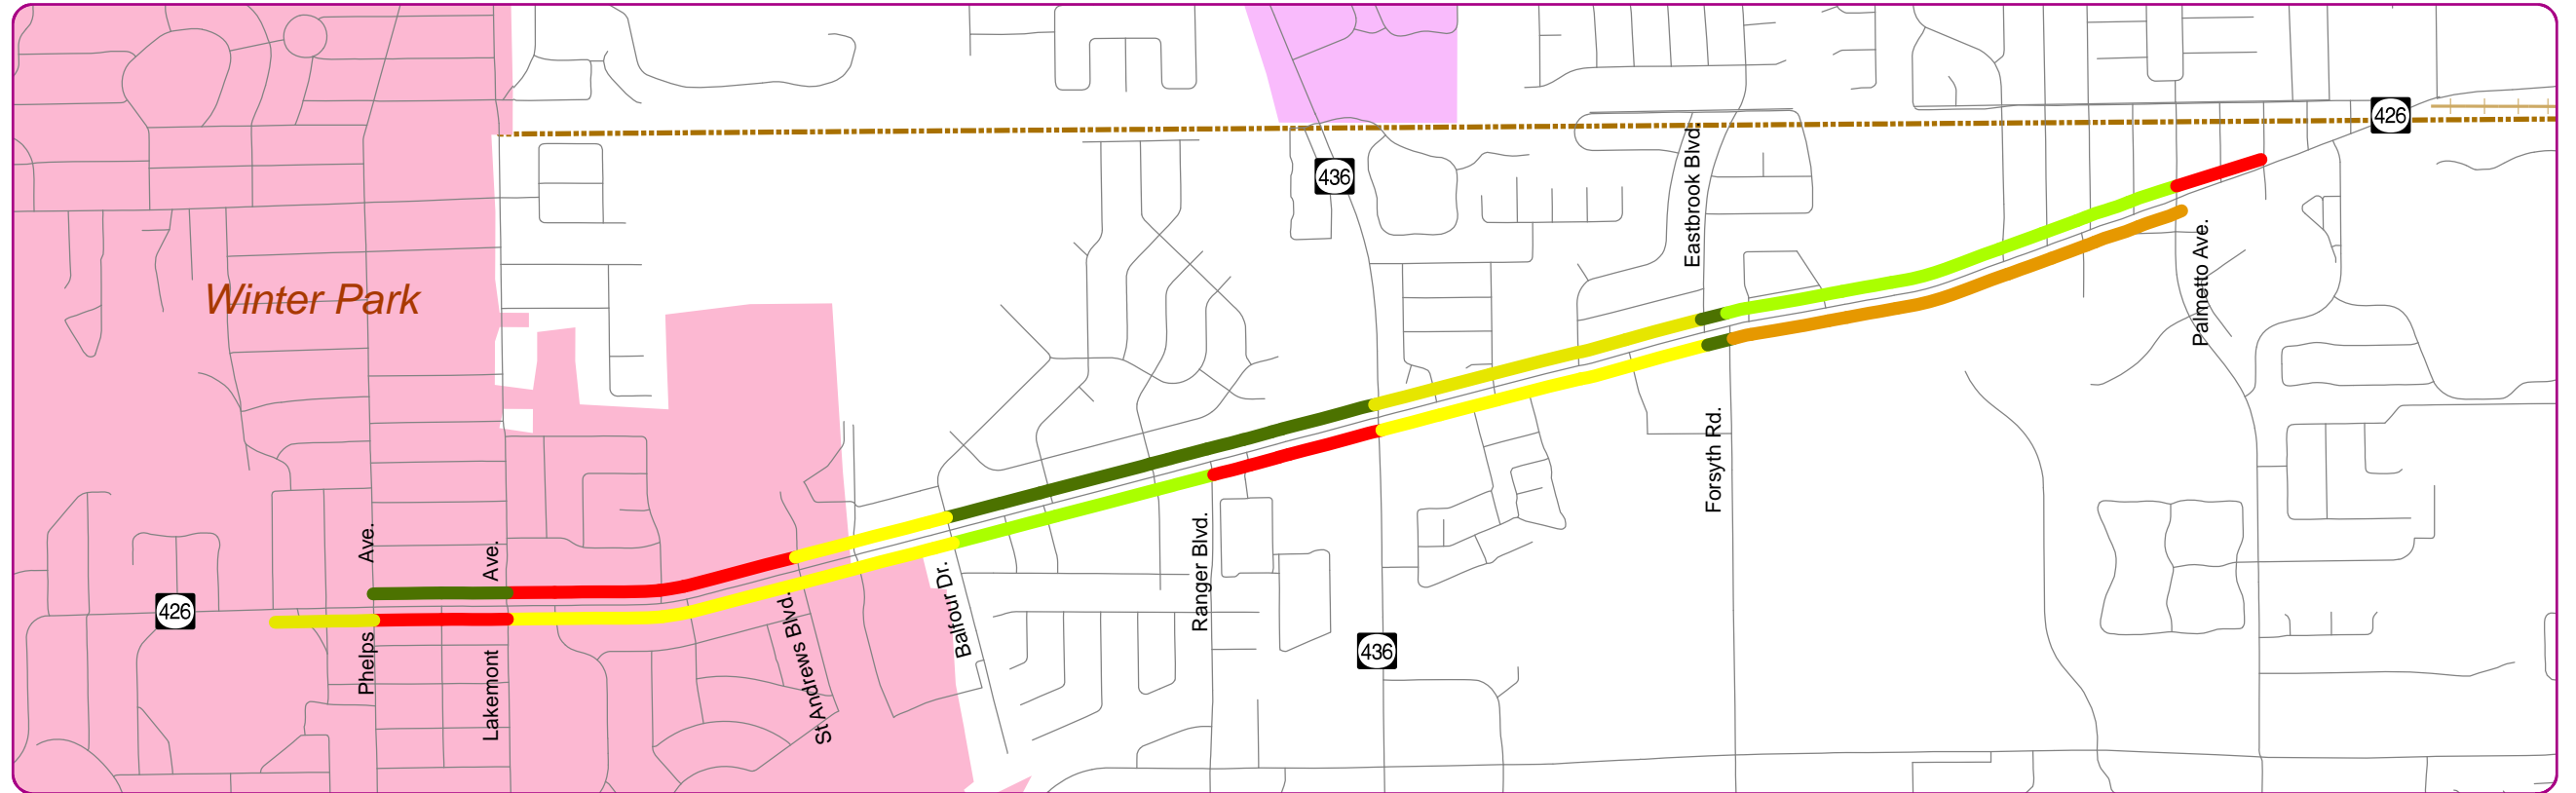 426
436
Eastbrook Blvd.
Palmetto Ave.
Winter Park
Forsyth Rd.
Phelps Ave.
Lakemont Ave.
Ranger Blvd.
Balfour Dr.
St Andrews Blvd.
426
436